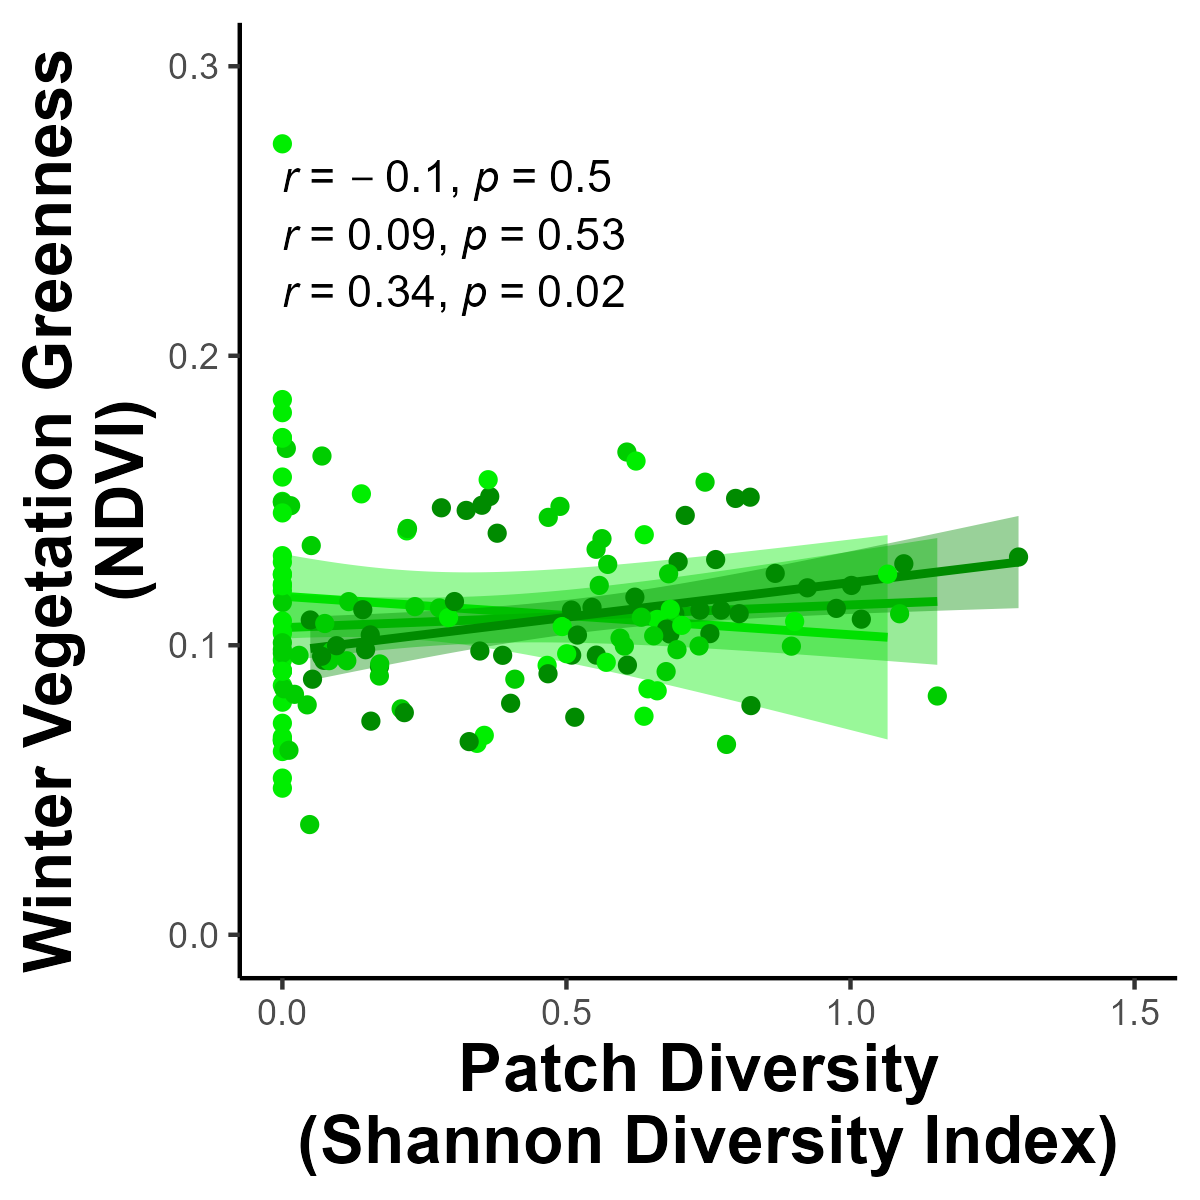 Winter Vegetation Greenness
(NDVI)
0.3
0.2
0.1
0.0
r = − 0.1, p = 0.5
r = 0.09, p = 0.53
r = 0.34, p = 0.02
0.0 0.5 1.0 1.5
Patch Diversity
(Shannon Diversity Index)